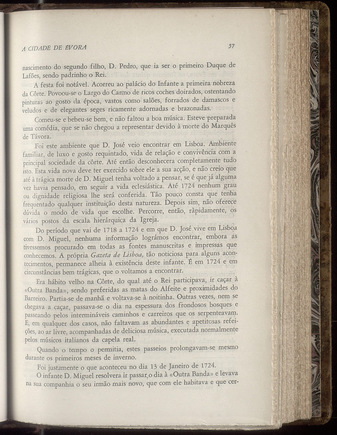 A CIDADE DE EVORA 37
nascimento do segundo filho, D. Pedro, que ia ser o primeiro Duque de
Lafões, sendo padrinho o Rei.
A festa foi notável. Acorreu ao palácio do Infante a primeira nobreza
da Côrte. Povoou-se o Largo do Casino de ricos coches doirados, ostentando
pinturas ao gosto da época, vastos como salões, forrados de damascos e
velados e de elegantes seges ricamente adornadas e brazonadas.
Comeu-se e bebeu-se bem, e não faltou a boa música. Esteve preparada
uma comédia, que se não chegou a representar devido à morte do Marquês
de Távora.
Foi este ambiente que D. José veio encontrar em Lisboa. Ambiente
familiar, de luxo e gosto requintado, vida de relação e convivência com a
principal sociedade da côrte. Até então desconhecera completamente tudo
isto. Esta vida nova deve ter exercido sobre ele a sua acção, e não creio que
até à trágica morte de D. Miguel tenha voltado a pensar, se é que já alguma
vez havia pensado, em seguir a vida eclesiástica. Até 1724 nenhum grau
ou dignidade religiosa lhe será conferida. Tão pouco consta que tenha
frequentado qualquer instituição desta natureza. Depois sim, não oferece
dúvida o modo de vida que escolhe. Percorre, então, rápidamente, os
vários postos da escala hierárquica da Igreja.
Do período que vai de 1718 a 1724 e em que D. José vive em Lisboa
com D. Miguel, nenhuma informação lográmos encontrar, embora as
tivessemos procurado em todas as fontes manuscritas e impressas que
conhecemos. A própria Gazeta de Lisboa, tão noticiosa para alguns acon-
tecimentos, permanece alheia à existência deste infante. É em 1724 e em
circunstâncias bem trágicas, que o voltamos a encontrar.
Era hábito velho na Côrte, do qual até o Rei participava, ir caçar à
«Outra Banda», sendo preferidas as matas do Alfeite e proximidades do
Barreiro. Partia-se de manhã e voltava-se à noitinha. Outras vezes, nem se
chegava a caçar, passava-se o dia na espessura dos frondosos bosques e
passeando pelos intermináveis caminhos e carreiros que os serpenteavam.
E, em qualquer dos casos, não faltavam as abundantes e apetitosas refei-
ções, ao ar livre, acompanhadas de deliciosa música, executada normalmente
pelos músicos italianos da capela real.
Quando o tempo o permitia, estes passeios prolongavam-se mesmo
durante os primeiros meses de inverno.
Foi justamente o que aconteceu no dia 13 de Janeiro de 1724.
O infante D. Miguel resolvera ir passar o dia à «Outra Banda» e levava
na sua companhia o seu irmão mais novo, que com ele habitava e que cer-